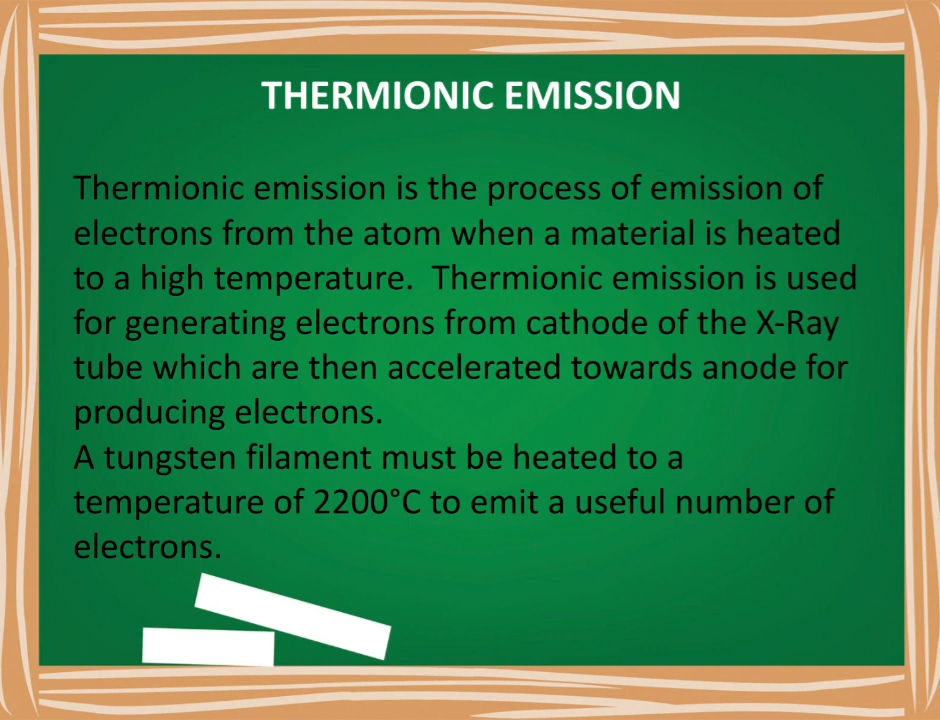 THERMIONIC EMISSION
Thermionic emission is the process of emission of
electrons from the atom when a material is heated
to a high temperature.  Thermionic emission is used
for generating electrons from cathode of the X-Ray
tube which are then accelerated towards anode for
producing electrons.
A tungsten filament must be heated to a
temperature of 2200°C to emit a useful number of
electrons.